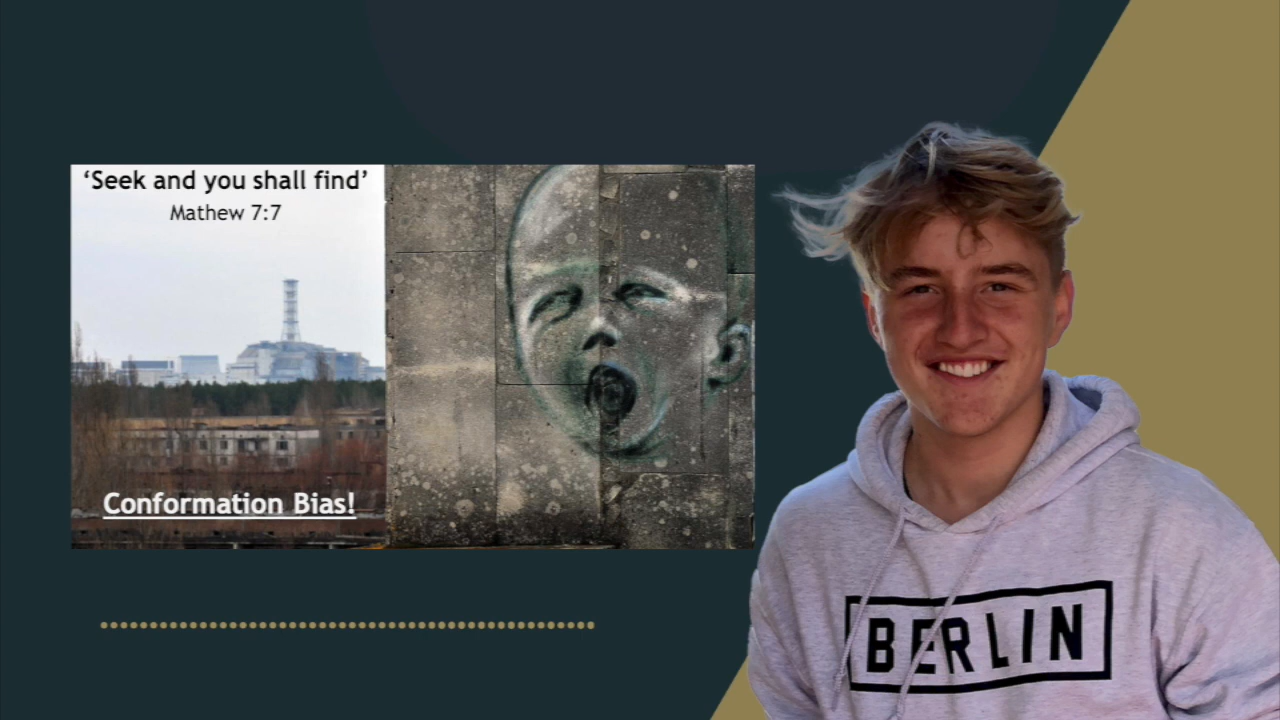 ‘Seek and you shall find’
Mathew 7:7
Conformation Bias!
BERLIN